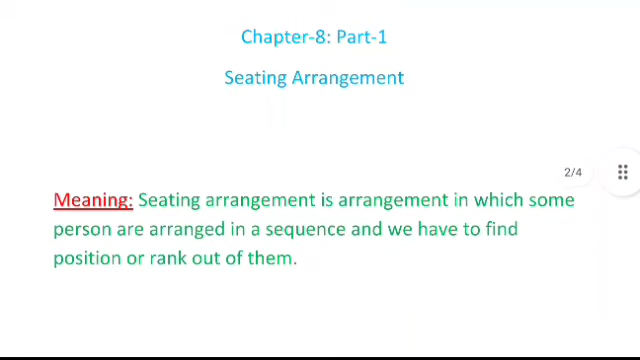 Chapter-8: Part-1
Seating Arrangement
2/4
Meaning: Seating arrangement is arrangement in which some
person are arranged in a sequence and we have to find
position or rank out of them.